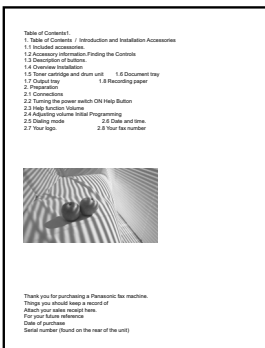 Table of Contents1.
1. Table of Contents / Introduction and Installation Accessories
1.1 Included accessories.
1.2 Accessory information.Finding the Controls
1.3 Description of buttons.
1.4 Overview Installation
1.5 Toner cartridge and drum unit 1.6 Document tray
1.7 Output tray 1.8 Recording paper
2. Preparation
2.1 Connections
2.2 Turning the power switch ON Help Button
2.3 Help function Volume
2.4 Adjusting volume Initial Programming
2.5 Dialing mode 2.6 Date and time.
2.7 Your logo. 2.8 Your fax number
Thank you for purchasing a Panasonic fax machine.
Things you should keep a record of
Attach your sales receipt here.
For your future reference
Date of purchase
Serial number (found on the rear of the unit)